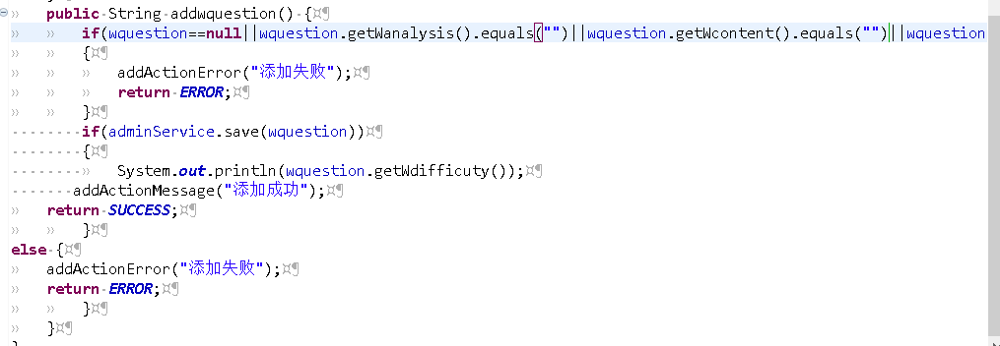 public String addwquestion() {
if(wquestion==null||wquestion.getWanalysis().equals("")||wquestion.getWcontent().equals("")||wquestion
{
addActionError("添加失败");
return ERROR;
}
if(adminService.save(wquestion))
{
System.out.println(wquestion.getWdifficuty());
addActionMessage("添加成功");
return SUCCESS;
}
else {
addActionError("添加失败");
return ERROR;
}
}